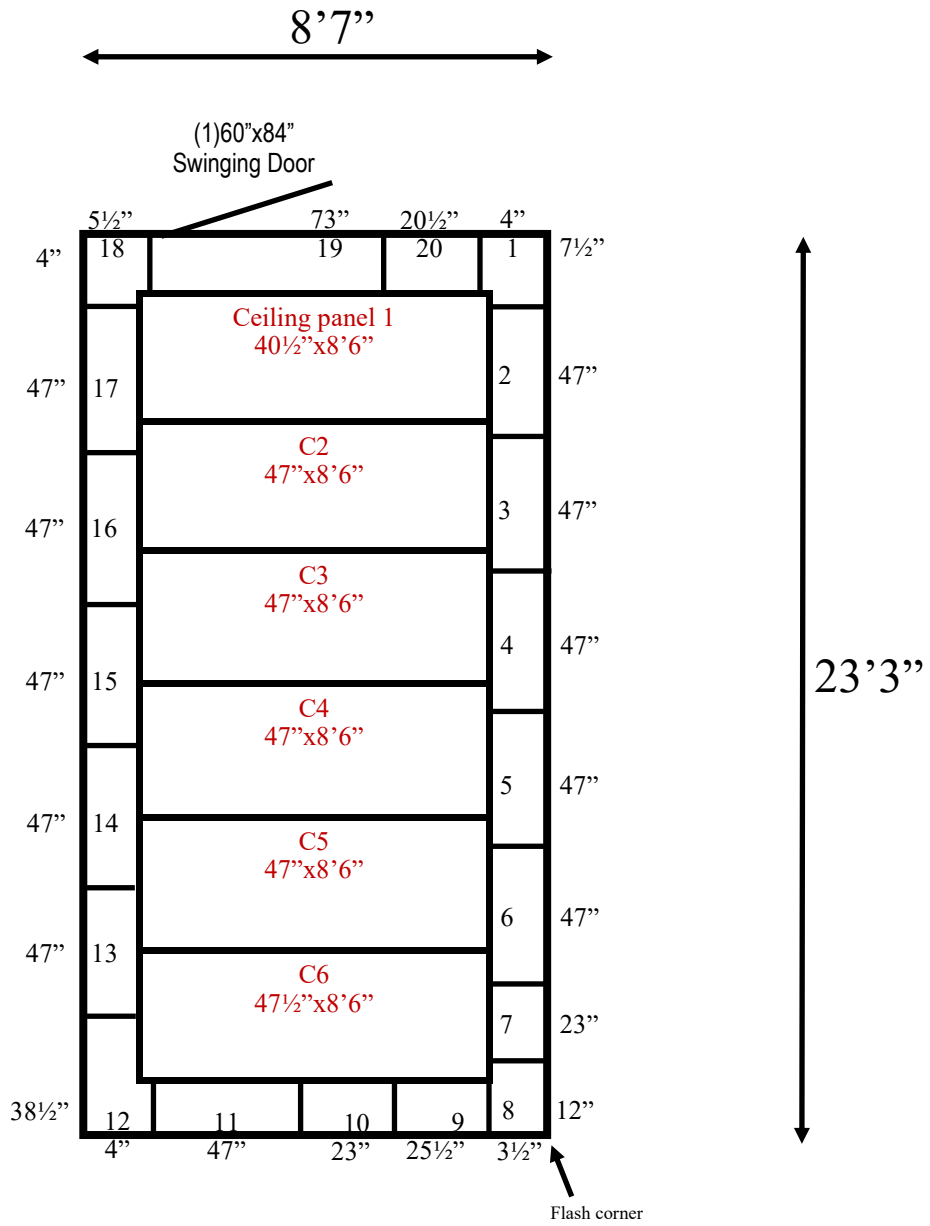 8’7”
(1)60”x84”
Swinging Door
5½” 73” 20½” 4”
4” 18 19 20 1 7½”
Ceiling panel 1
40½”x8’6”
47” 17 2 47”
C2
47”x8’6”
47” 16 3 47”
C3
47”x8’6”
4 47”
23’3”
47” 15
C4
47”x8’6”
5 47”
47” 14
C5
47”x8’6”
6 47”
47” 13
C6
47½”x8’6”
7 23”
38½” 12 11 10 9 8 12”
4” 47” 23” 25½” 3½”
Flash corner